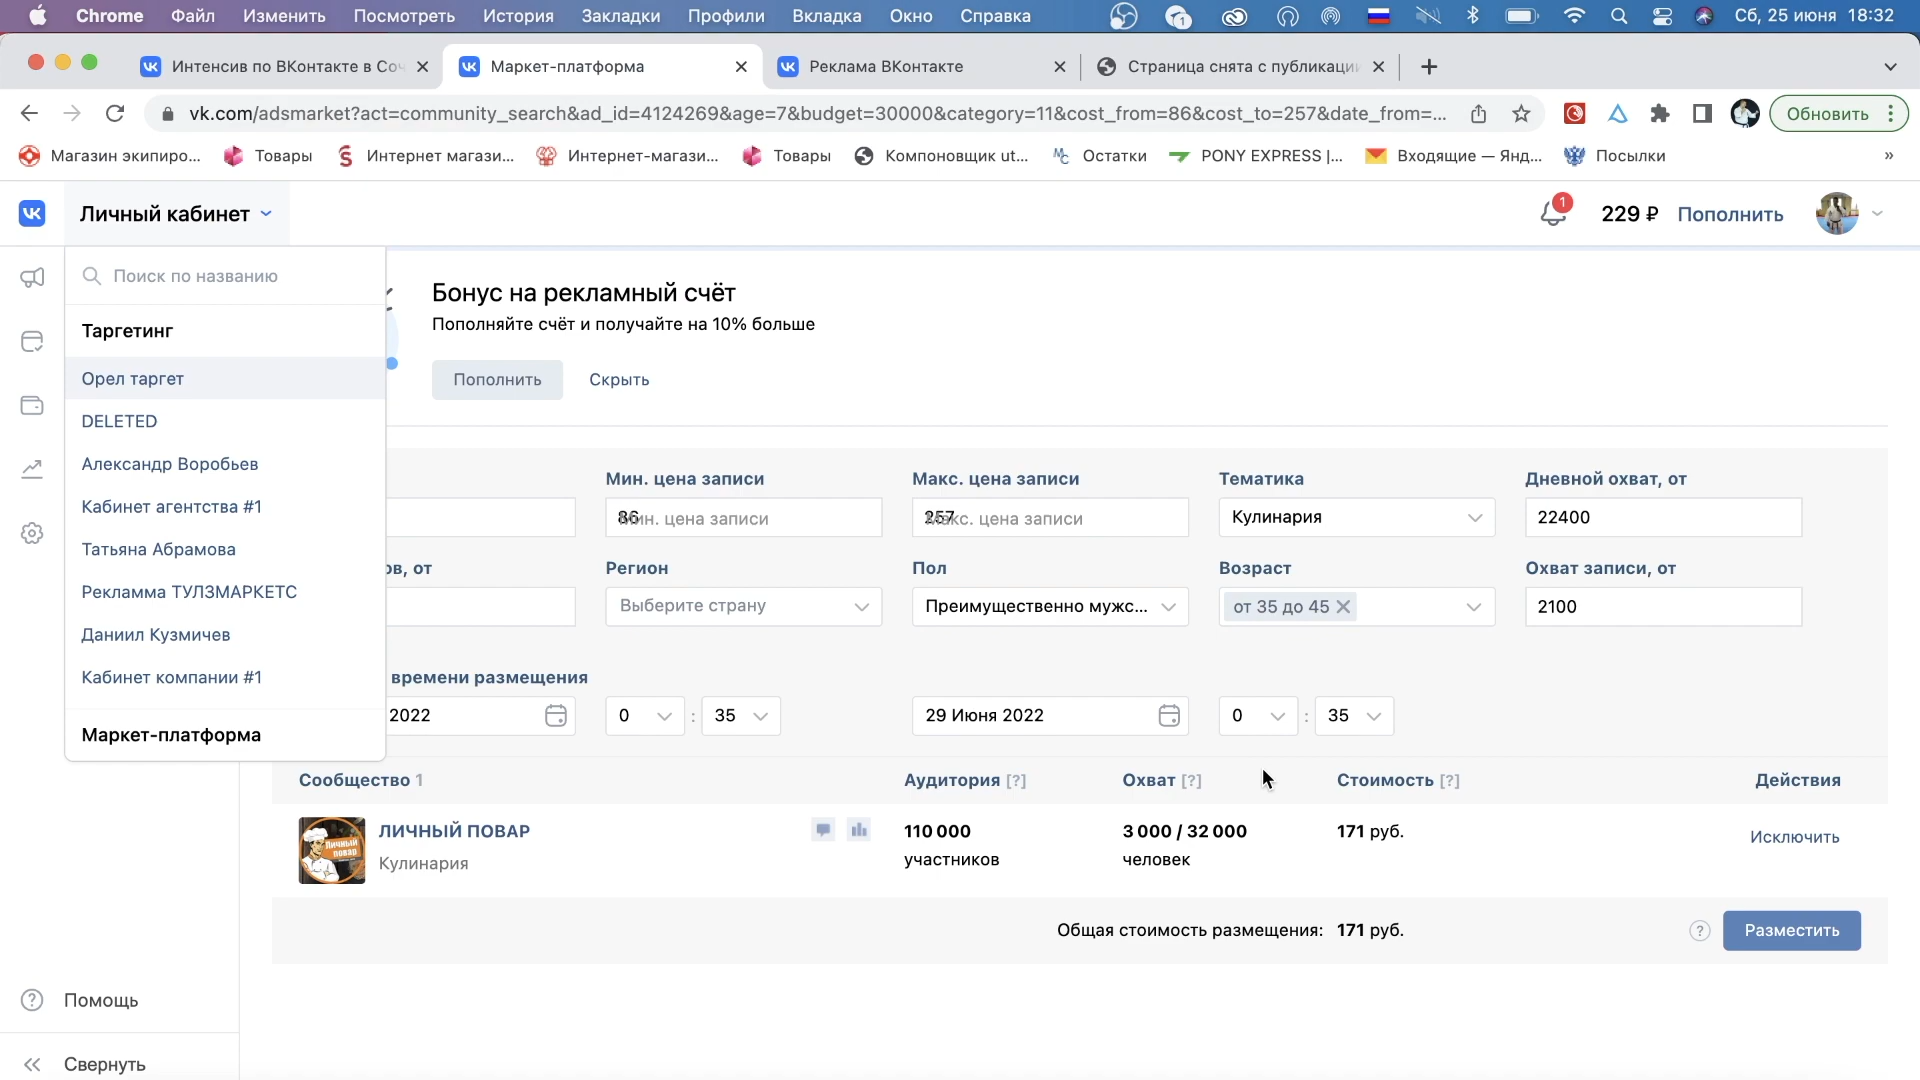 Chrome Файл Изменить Посмотреть История Закладки Профили Вкладка Окно Справка 1 Сб, 25 июня 18:32
Интенсив по ВКонтакте в Соч Маркет-платформа Реклама ВКонтакте Страница снята с публикации
vk.com/adsmarket?act=community_search&ad_id=4124269&age=7&budget=30000&category=11&cost_from=86&cost_to=257&date_from=... Обновить
Магазин экипиро... Товары Интернет магази... Интернет-магази... Товары Компоновщик ut... Остатки PONY EXPRESS |... Входящие — Янд... Посылки »
Личный кабинет 1 229 ₽ Пополнить
Поиск по названию
Таргетинг
Орел таргет
DELETED
Александр Воробьев
Кабинет агентства #1
Татьяна Абрамова
Рекламма ТУЛЗМАРКЕТС
Даниил Кузмичев
Кабинет компании #1
Маркет-платформа
Бонус на рекламный счёт
Пополняйте счёт и получайте на 10% больше
Пополнить Скрыть
Мин. цена записи Макс. цена записи Тематика Дневной охват, от
86 Мин. цена записи 257 Макс. цена записи Кулинария 22400
ов, от Регион Пол Возраст Охват записи, от
Выберите страну Преимущественно мужс... от 35 до 45 2100
времени размещения
2022 0 : 35 29 Июня 2022 0 : 35
Сообщество 1 Аудитория [?] Охват [?] Стоимость [?] Действия
ЛИЧНЫЙ ПОВАР 110 000 3 000 / 32 000 171 руб. Исключить
Личный повар
Кулинария участников человек
Общая стоимость размещения: 171 руб. ? Разместить
? Помощь
Свернуть